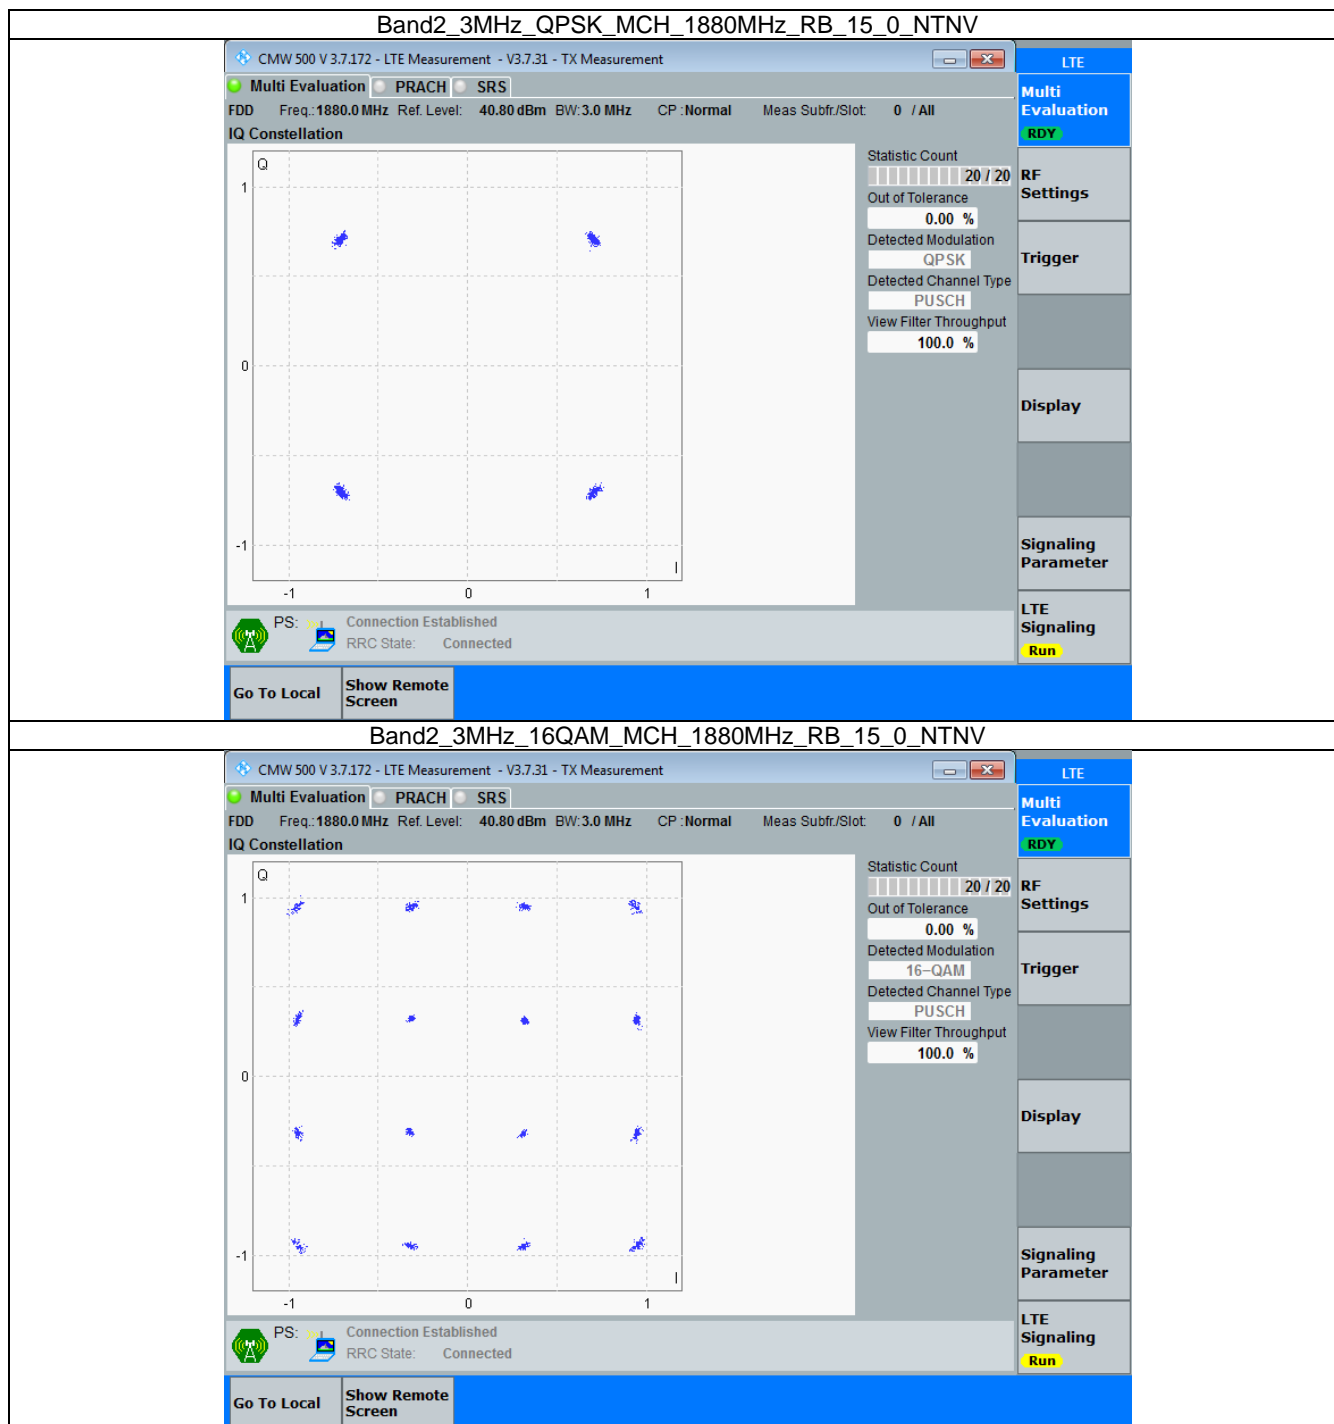 Band2_3MHz_QPSK_MCH_1880MHz_RB_15_0_NTNV
CMW 500 V 3.7.172 - LTE Measurement - V3.7.31 - TX Measurement
LTE
Multi Evaluation PRACH SRS
FDD Freq.: 1880.0 MHz Ref. Level: 40.80 dBm BW: 3.0 MHz CP : Normal Meas Subfr./Slot: 0 / All
IQ Constellation
Q
1
0
-1
I
-1 0 1
Statistic Count
20 / 20
Out of Tolerance
0.00 %
Detected Modulation
QPSK
Detected Channel Type
PUSCH
View Filter Throughput
100.0 %
Multi
Evaluation
RDY
RF
Settings
Trigger
Display
Signaling
Parameter
LTE
Signaling
Run
PS: Connection Established
RRC State: Connected
Go To Local
Show Remote
Screen
Band2_3MHz_16QAM_MCH_1880MHz_RB_15_0_NTNV
CMW 500 V 3.7.172 - LTE Measurement - V3.7.31 - TX Measurement
LTE
Multi Evaluation PRACH SRS
FDD Freq.: 1880.0 MHz Ref. Level: 40.80 dBm BW: 3.0 MHz CP : Normal Meas Subfr./Slot: 0 / All
IQ Constellation
Q
1
0
-1
I
-1 0 1
Statistic Count
20 / 20
Out of Tolerance
0.00 %
Detected Modulation
16-QAM
Detected Channel Type
PUSCH
View Filter Throughput
100.0 %
Multi
Evaluation
RDY
RF
Settings
Trigger
Display
Signaling
Parameter
LTE
Signaling
Run
PS: Connection Established
RRC State: Connected
Go To Local
Show Remote
Screen